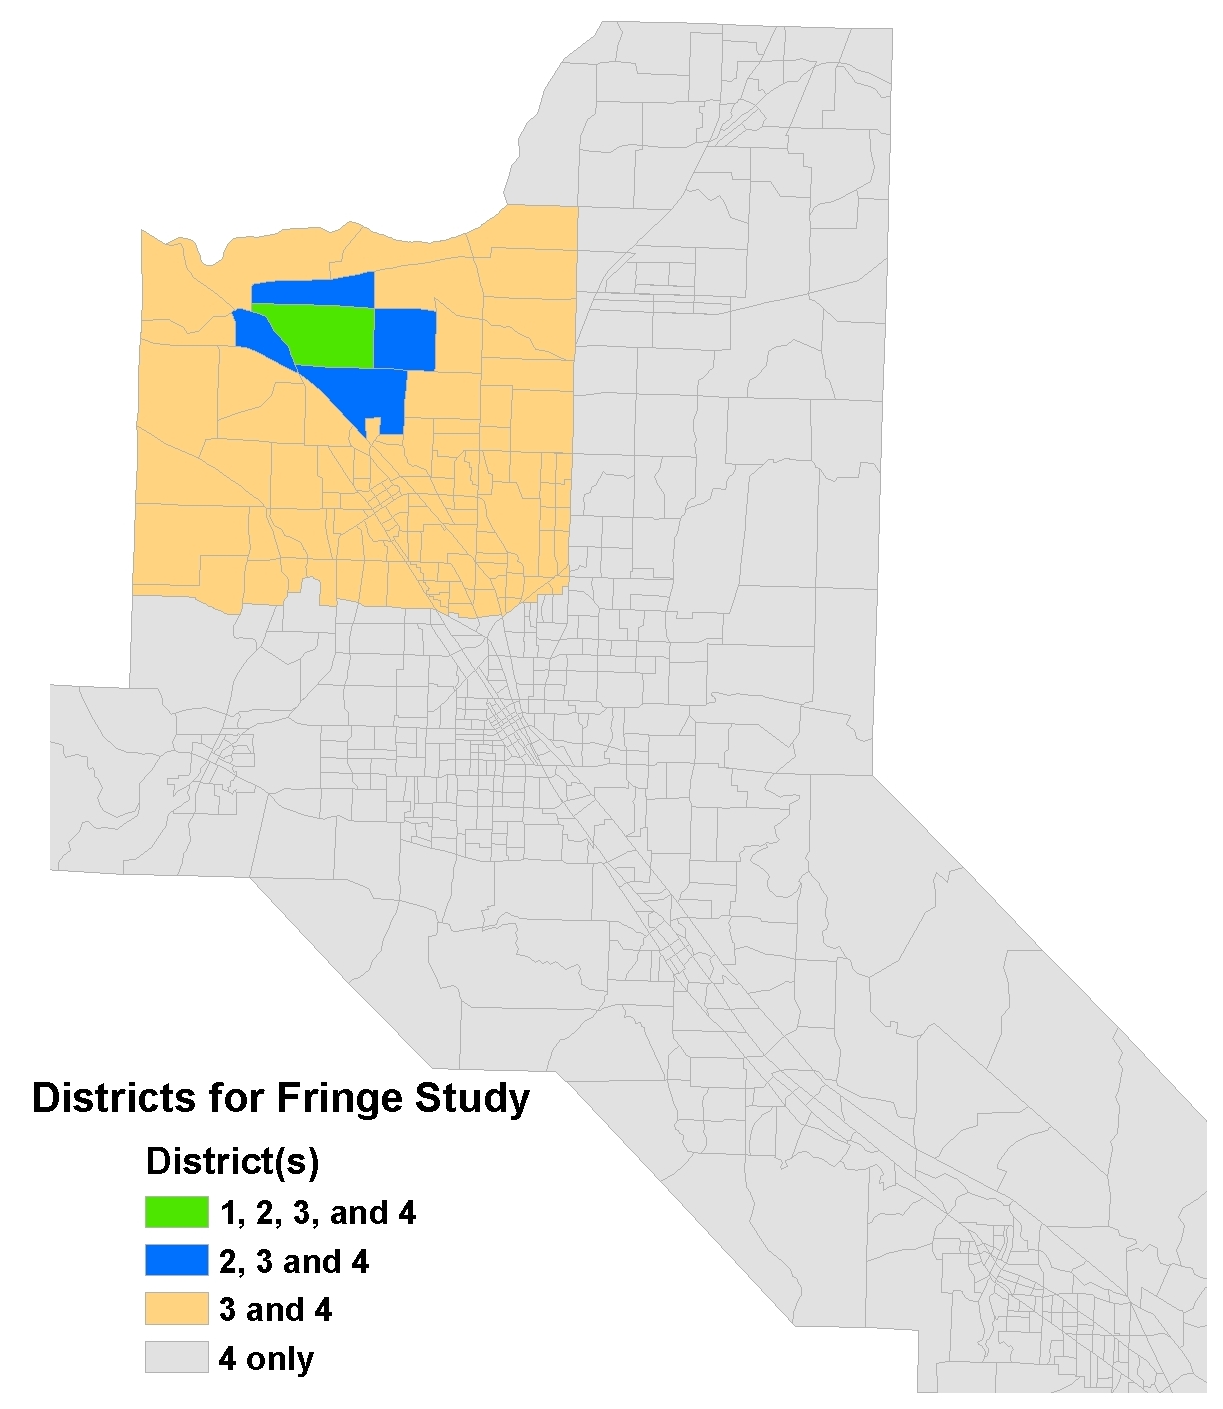 Districts for Fringe Study
District(s)
1, 2, 3, and 4
2, 3 and 4
3 and 4
4 only